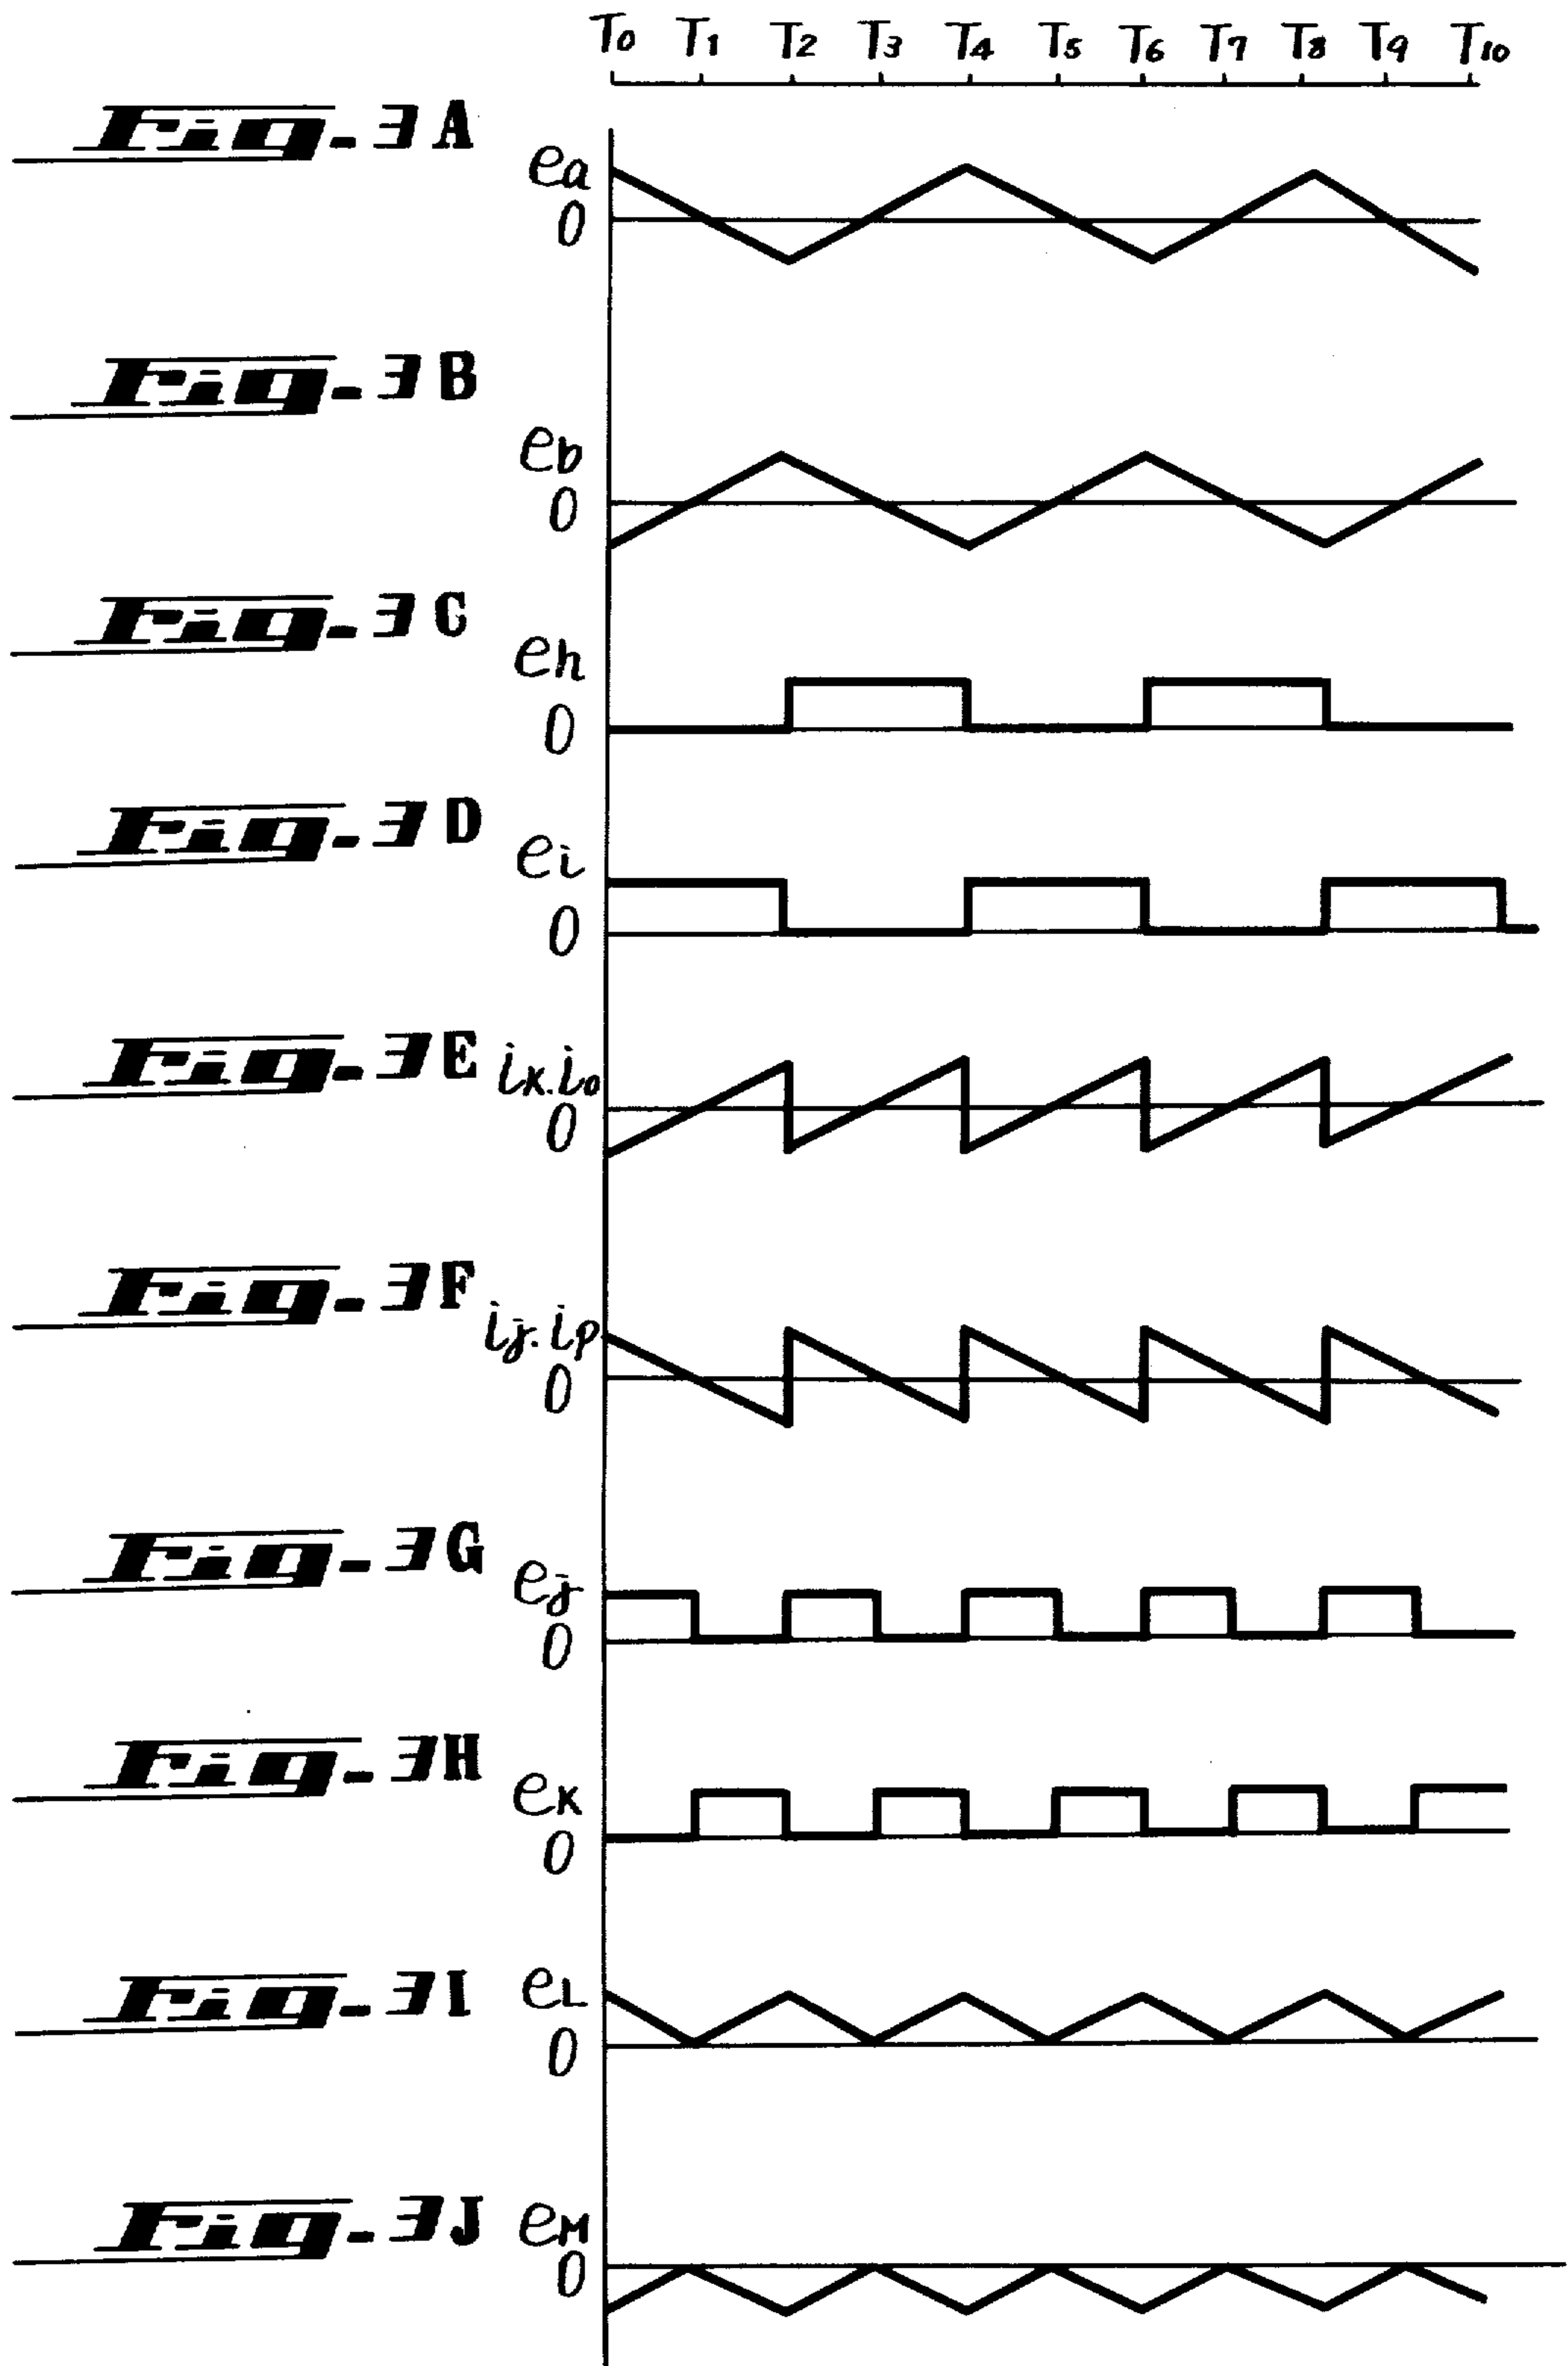 T0 T1 T2 T3 T4 T5 T6 T7 T8 T9 T10
Fig. 3A
ea
0
Fig. 3B
eb
0
Fig. 3C
eh
0
Fig. 3D
ei
0
Fig. 3E
iK. io
0
Fig. 3F
ij. ip
0
Fig. 3G
ej
0
Fig. 3H
eK
0
Fig. 3I
eL
0
Fig. 3J
eM
0